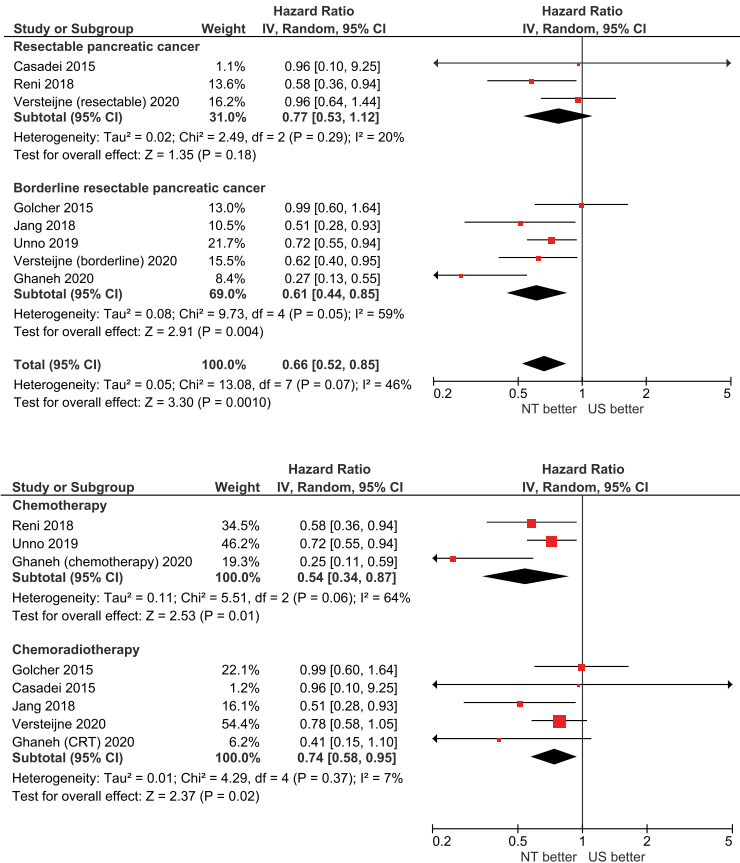 Hazard Ratio Hazard Ratio
Study or Subgroup Weight IV, Random, 95% CI IV, Random, 95% CI
Resectable pancreatic cancer
Casadei 2015 1.1% 0.96 [0.10, 9.25]
Reni 2018 13.6% 0.58 [0.36, 0.94]
Versteijne (resectable) 2020 16.2% 0.96 [0.64, 1.44]
Subtotal (95% CI) 31.0% 0.77 [0.53, 1.12]
Heterogeneity: Tau² = 0.02; Chi² = 2.49, df = 2 (P = 0.29); I² = 20%
Test for overall effect: Z = 1.35 (P = 0.18)
Borderline resectable pancreatic cancer
Golcher 2015 13.0% 0.99 [0.60, 1.64]
Jang 2018 10.5% 0.51 [0.28, 0.93]
Unno 2019 21.7% 0.72 [0.55, 0.94]
Versteijne (borderline) 2020 15.5% 0.62 [0.40, 0.95]
Ghaneh 2020 8.4% 0.27 [0.13, 0.55]
Subtotal (95% CI) 69.0% 0.61 [0.44, 0.85]
Heterogeneity: Tau² = 0.08; Chi² = 9.73, df = 4 (P = 0.05); I² = 59%
Test for overall effect: Z = 2.91 (P = 0.004)
Total (95% CI) 100.0% 0.66 [0.52, 0.85]
Heterogeneity: Tau² = 0.05; Chi² = 13.08, df = 7 (P = 0.07); I² = 46%
Test for overall effect: Z = 3.30 (P = 0.0010)
0.2 0.5 1 2 5
NT better US better
Hazard Ratio Hazard Ratio
Study or Subgroup Weight IV, Random, 95% CI IV, Random, 95% CI
Chemotherapy
Reni 2018 34.5% 0.58 [0.36, 0.94]
Unno 2019 46.2% 0.72 [0.55, 0.94]
Ghaneh (chemotherapy) 2020 19.3% 0.25 [0.11, 0.59]
Subtotal (95% CI) 100.0% 0.54 [0.34, 0.87]
Heterogeneity: Tau² = 0.11; Chi² = 5.51, df = 2 (P = 0.06); I² = 64%
Test for overall effect: Z = 2.53 (P = 0.01)
Chemoradiotherapy
Golcher 2015 22.1% 0.99 [0.60, 1.64]
Casadei 2015 1.2% 0.96 [0.10, 9.25]
Jang 2018 16.1% 0.51 [0.28, 0.93]
Versteijne 2020 54.4% 0.78 [0.58, 1.05]
Ghaneh (CRT) 2020 6.2% 0.41 [0.15, 1.10]
Subtotal (95% CI) 100.0% 0.74 [0.58, 0.95]
Heterogeneity: Tau² = 0.01; Chi² = 4.29, df = 4 (P = 0.37); I² = 7%
Test for overall effect: Z = 2.37 (P = 0.02)
0.2 0.5 1 2 5
NT better US better